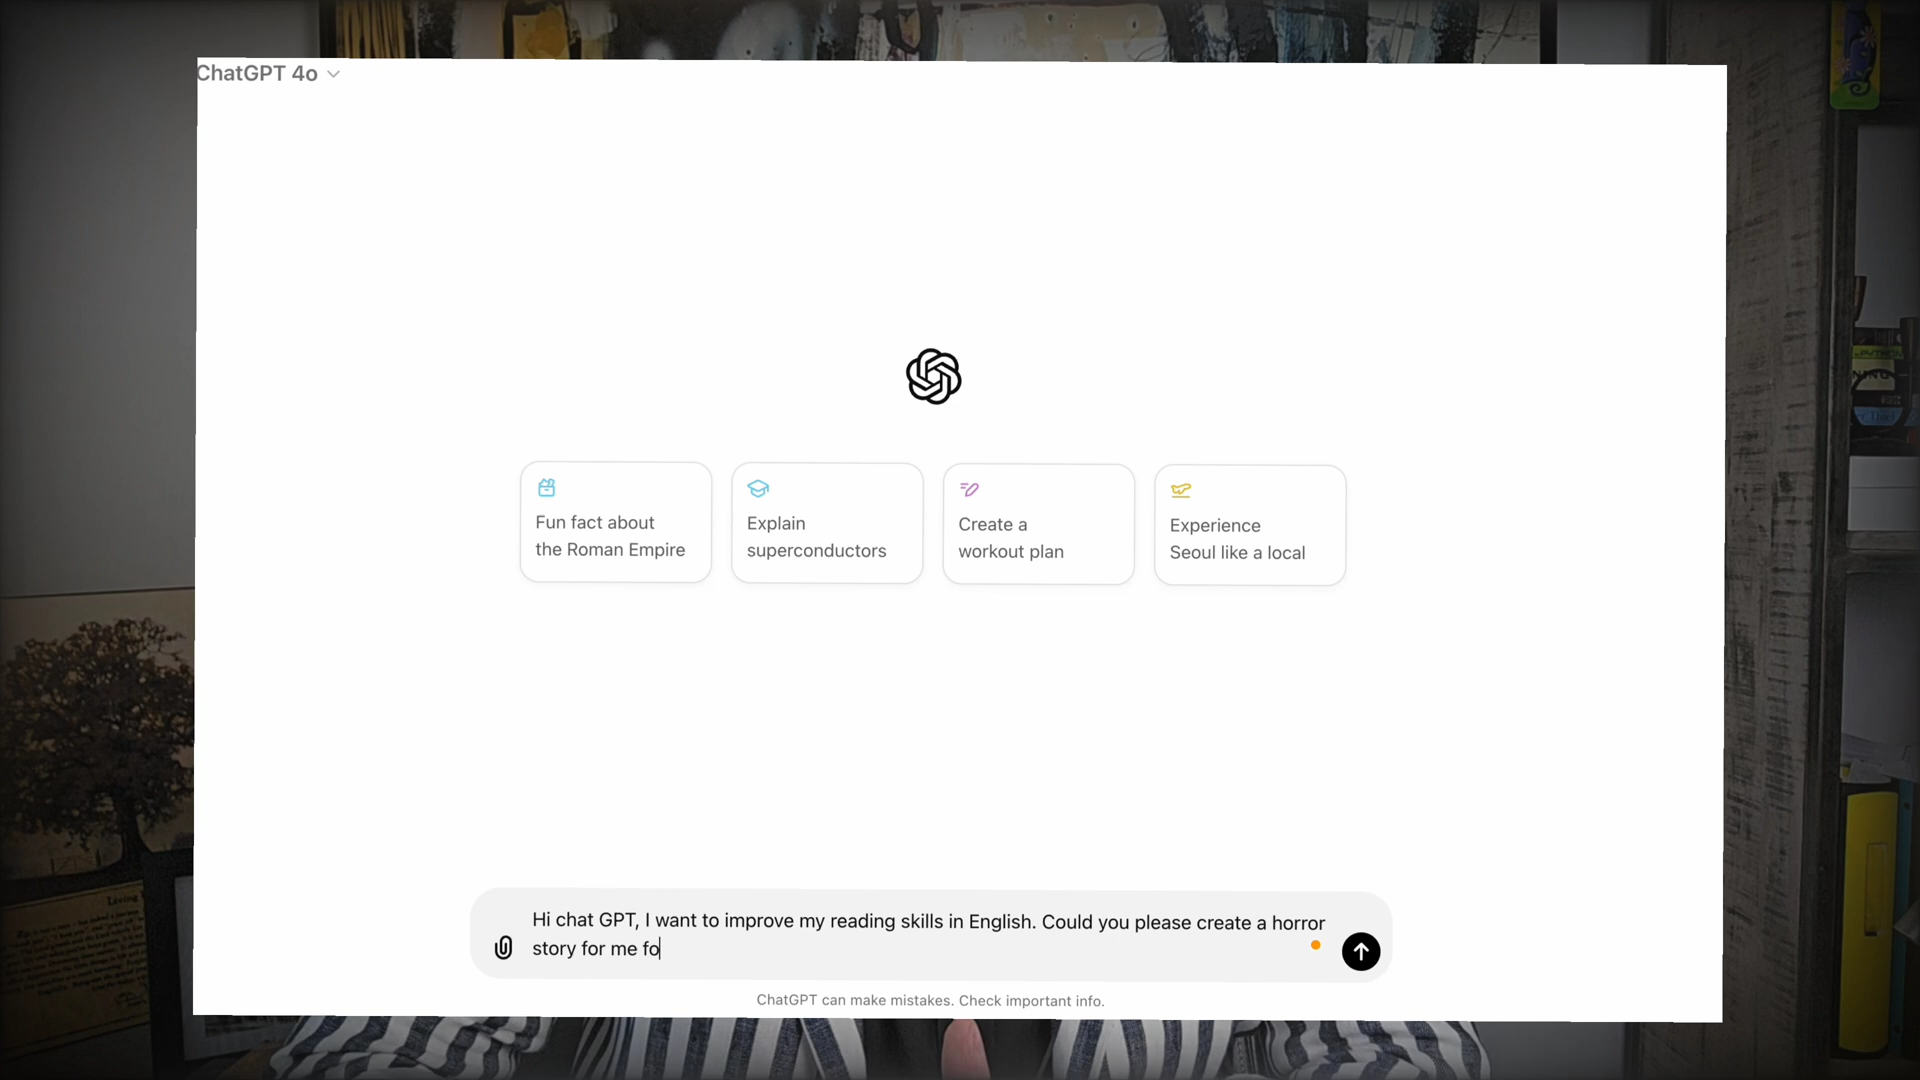 ChatGPT 4o
Fun fact about
the Roman Empire
Explain
superconductors
Create a
workout plan
Experience
Seoul like a local
Hi chat GPT, I want to improve my reading skills in English. Could you please create a horror
story for me fo
ChatGPT can make mistakes. Check important info.
Living